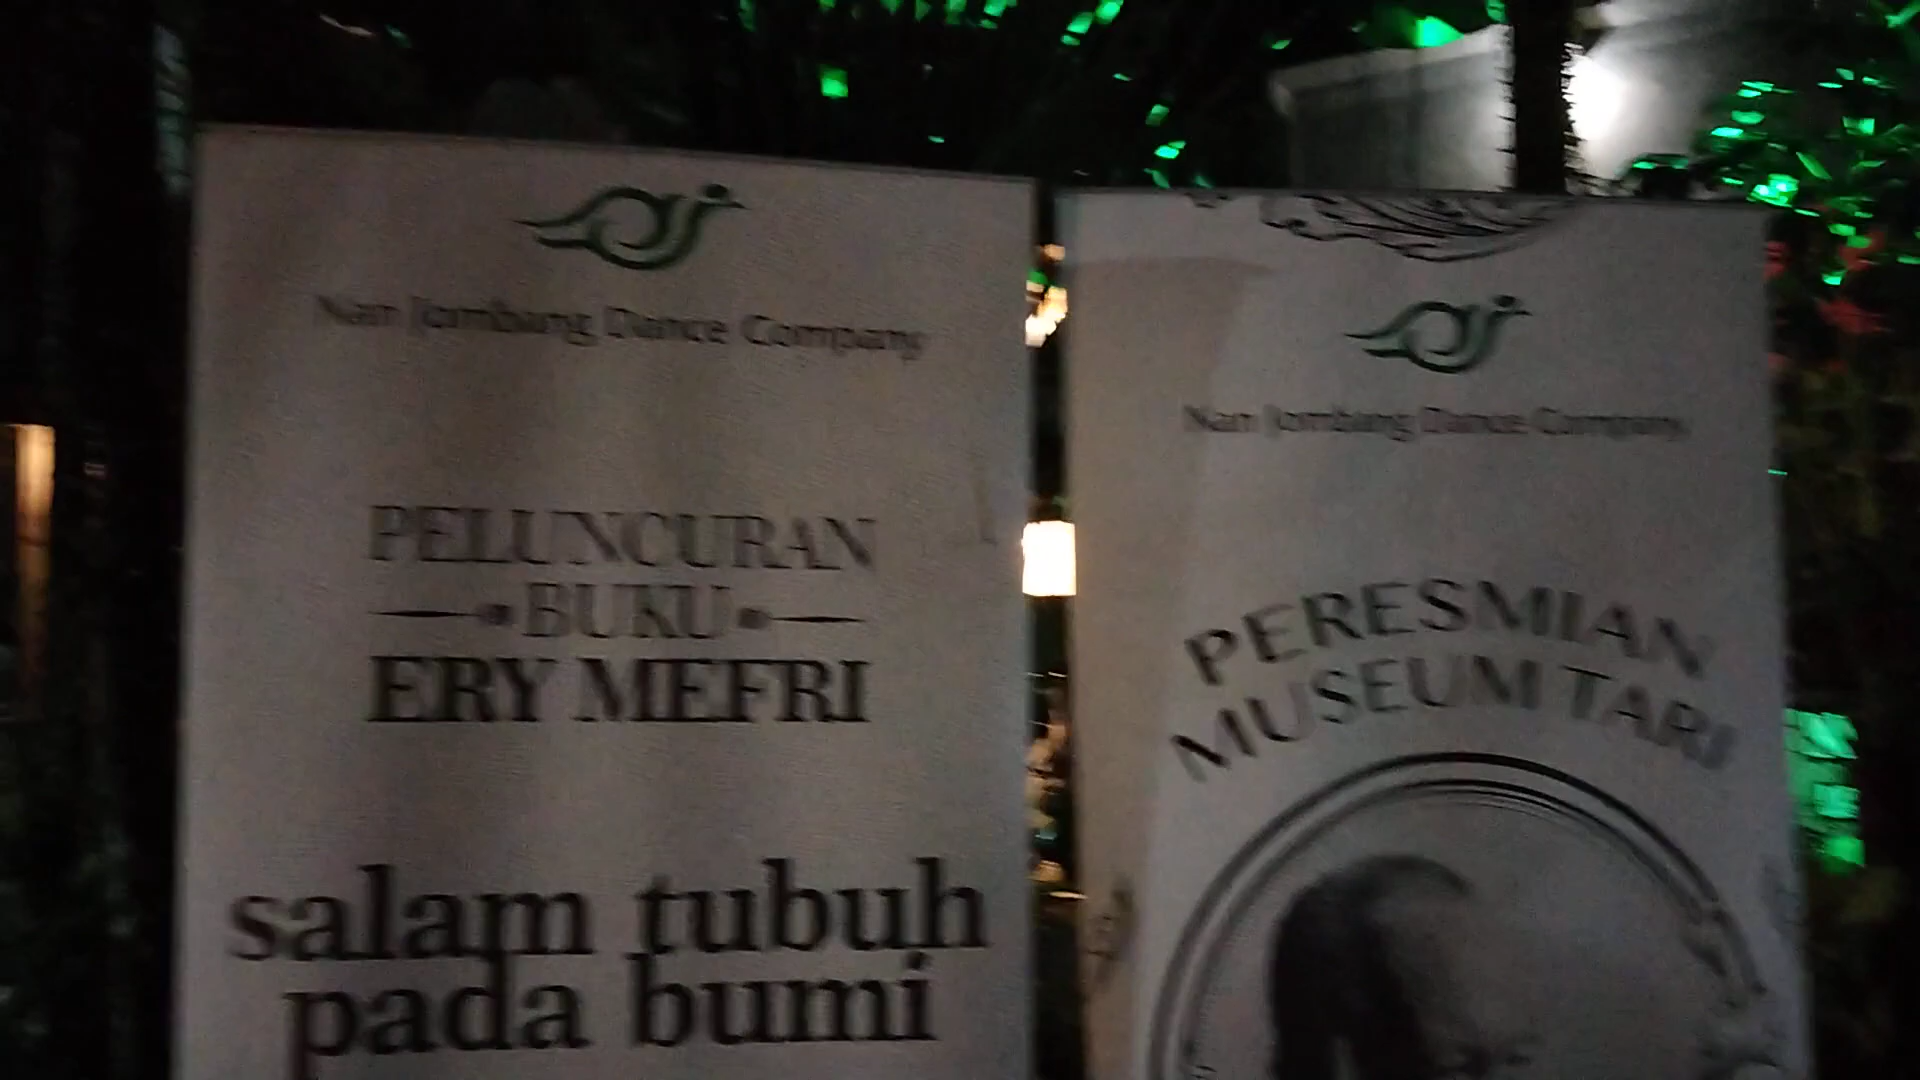 Nan Jombang Dance Company
PELUNCURAN
BUKU
ERY MEFRI
salam tubuh
pada bumi
Nan Jombang Dance Company
PERESMIAN
MUSEUM TARI